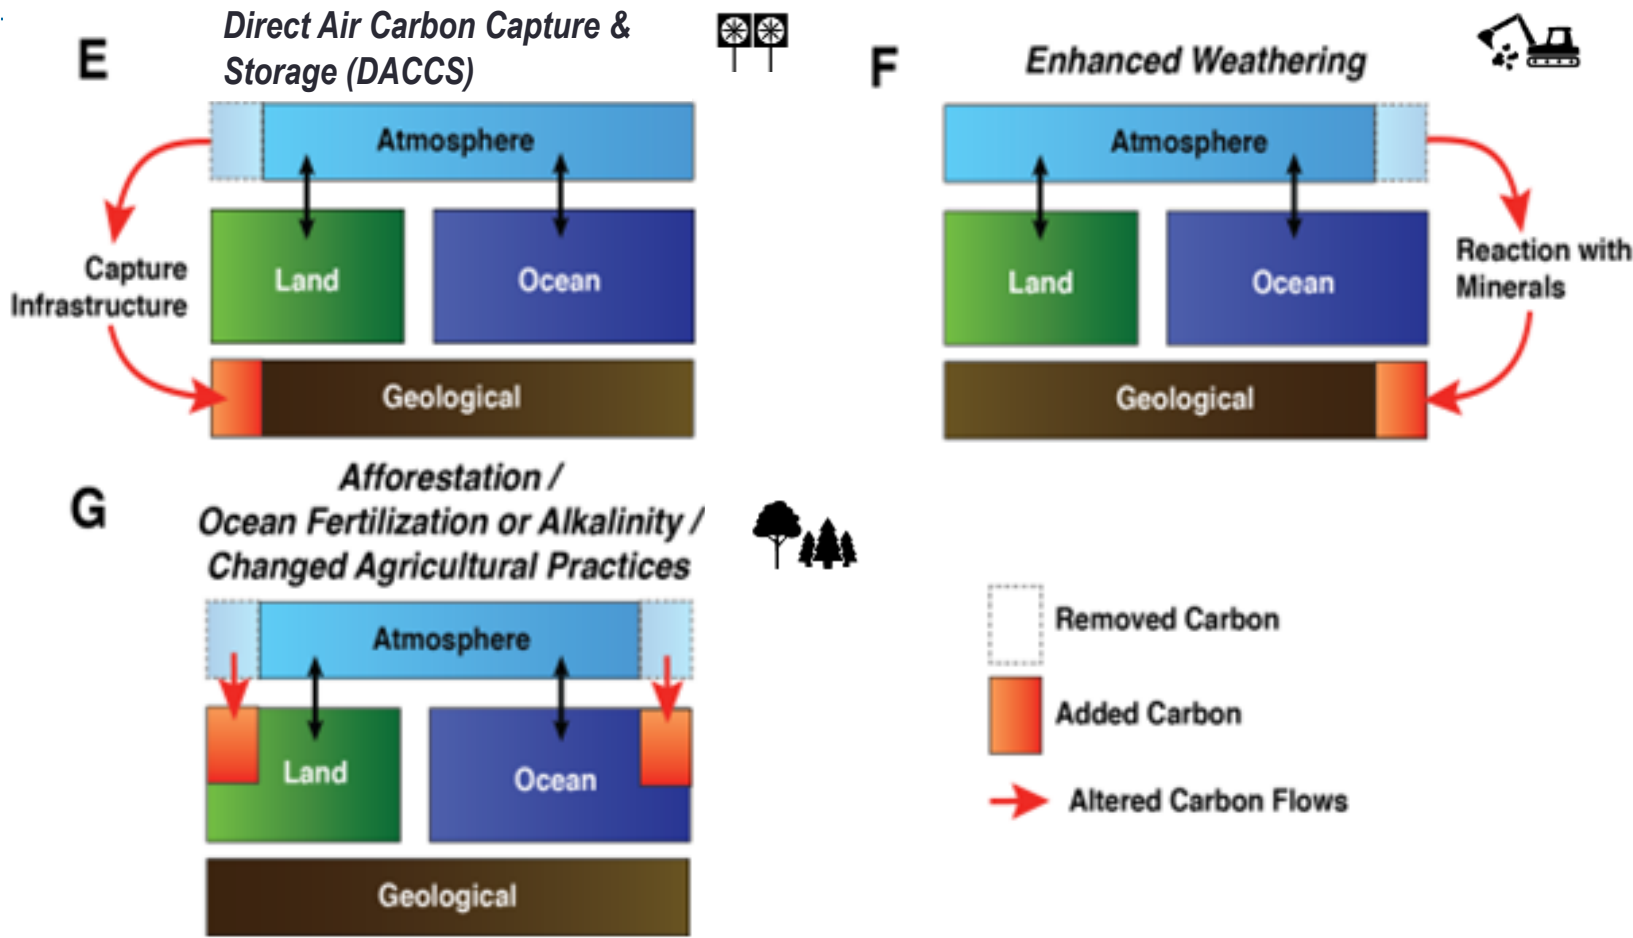 E
Direct Air Carbon Capture &
Storage (DACCS)
Atmosphere
Land
Ocean
Capture
Infrastructure
Geological
F
Enhanced Weathering
Atmosphere
Land
Ocean
Reaction with
Minerals
Geological
G
Afforestation /
Ocean Fertilization or Alkalinity /
Changed Agricultural Practices
Atmosphere
Land
Ocean
Geological
Removed Carbon
Added Carbon
Altered Carbon Flows